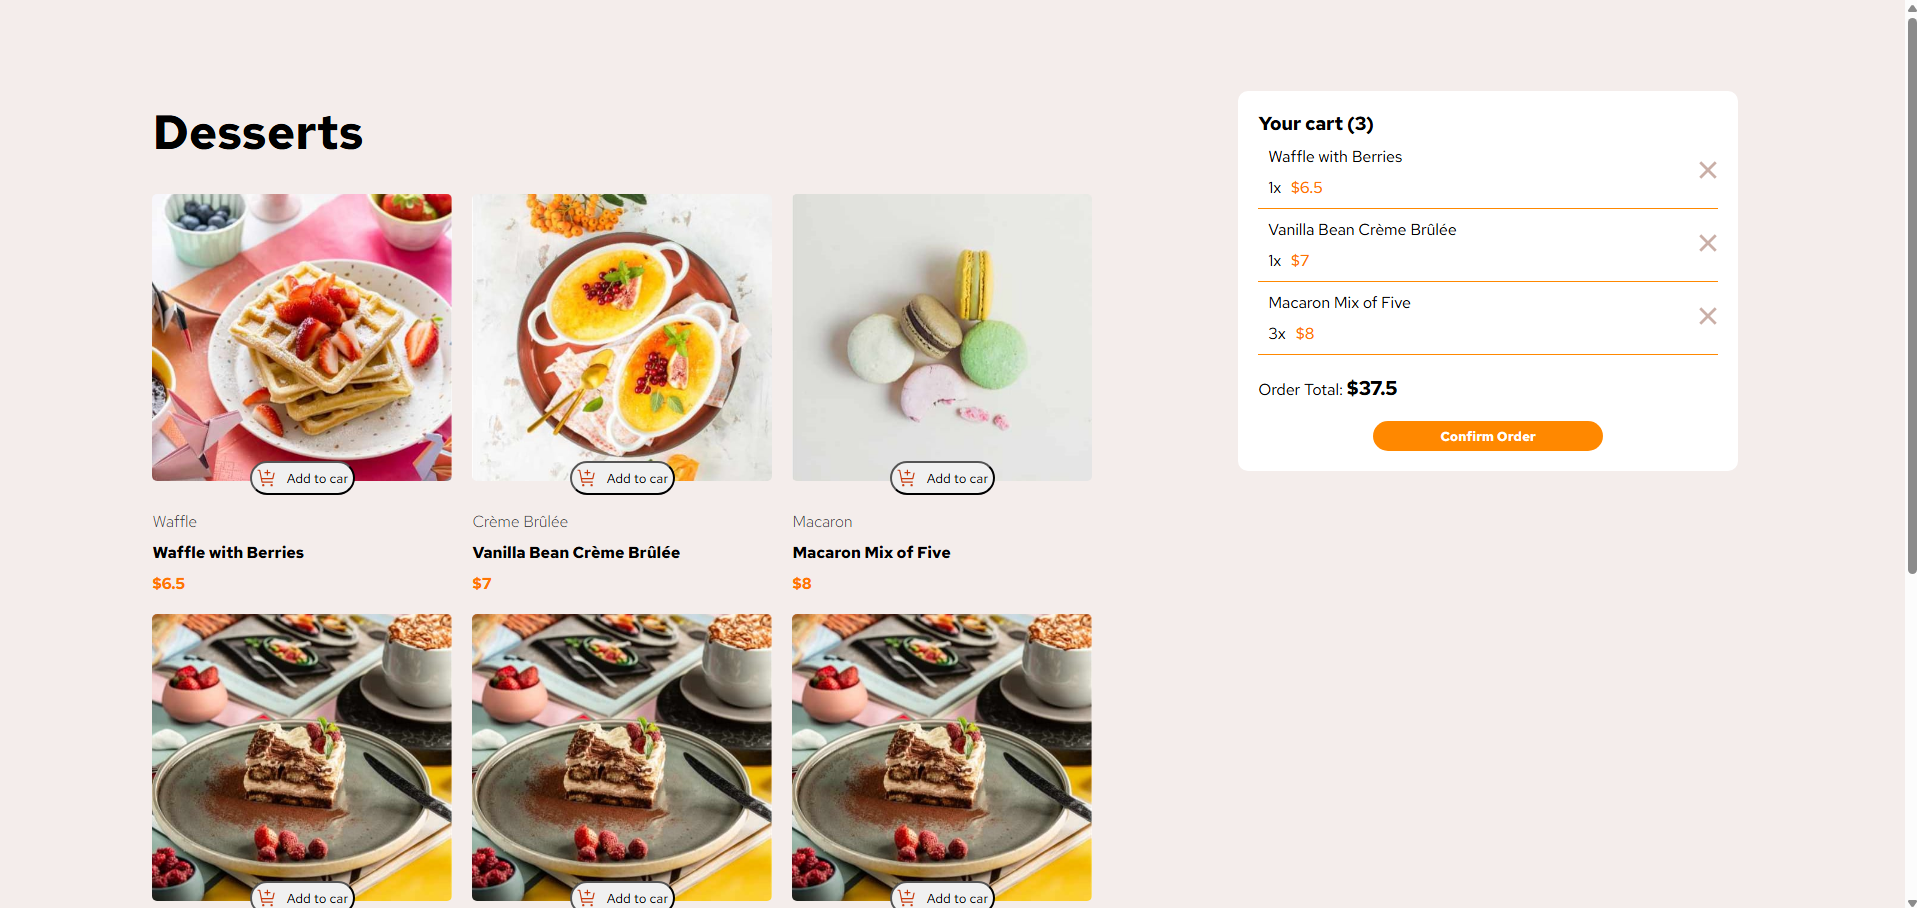 Desserts
Add to car
Add to car
Add to car
Waffle
Crème Brûlée
Macaron
Waffle with Berries
Vanilla Bean Crème Brûlée
Macaron Mix of Five
$6.5
$7
$8
Add to car
Add to car
Add to car
Your cart (3)
Waffle with Berries
1x $6.5
Vanilla Bean Crème Brûlée
1x $7
Macaron Mix of Five
3x $8
Order Total: $37.5
Confirm Order